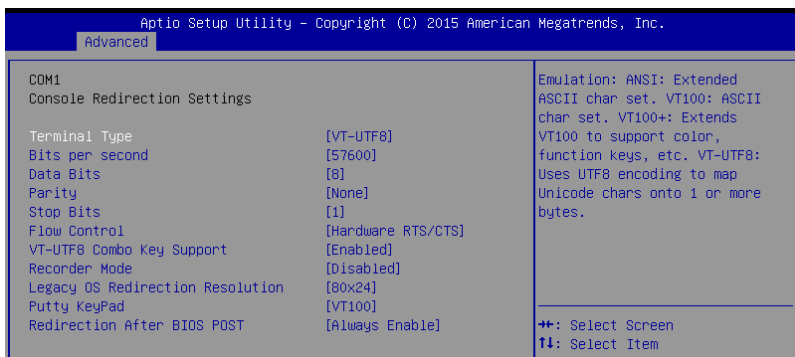 Aptio Setup Utility – Copyright (C) 2015 American Megatrends, Inc.
Advanced
COM1
Console Redirection Settings
Terminal Type [VT-UTF8]
Bits per second [57600]
Data Bits [8]
Parity [None]
Stop Bits [1]
Flow Control [Hardware RTS/CTS]
VT-UTF8 Combo Key Support [Enabled]
Recorder Mode [Disabled]
Legacy OS Redirection Resolution [80x24]
Putty KeyPad [VT100]
Redirection After BIOS POST [Always Enable]
Emulation: ANSI: Extended
ASCII char set. VT100: ASCII
char set. VT100+: Extends
VT100 to support color,
function keys, etc. VT-UTF8:
Uses UTF8 encoding to map
Unicode chars onto 1 or more
bytes.
→←: Select Screen
↑↓: Select Item